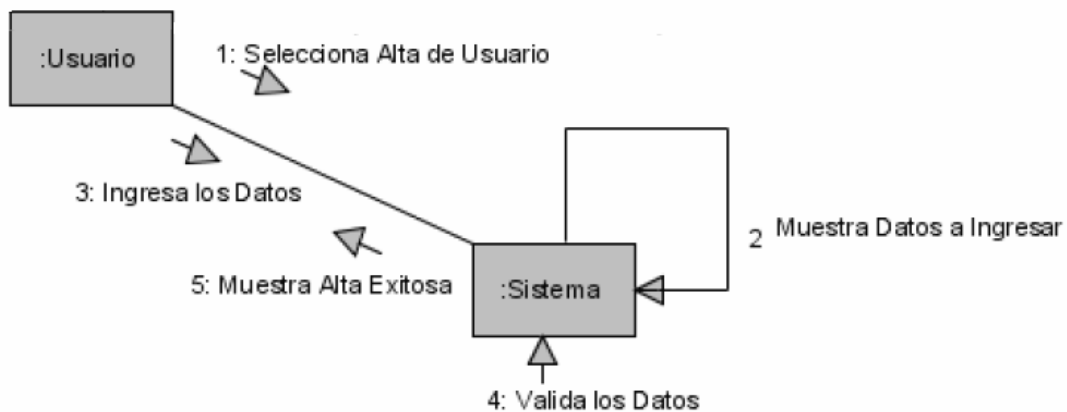 :Usuario
1: Selecciona Alta de Usuario
3: Ingresa los Datos
2 Muestra Datos a Ingresar
5: Muestra Alta Exitosa
:Sistema
4: Valida los Datos